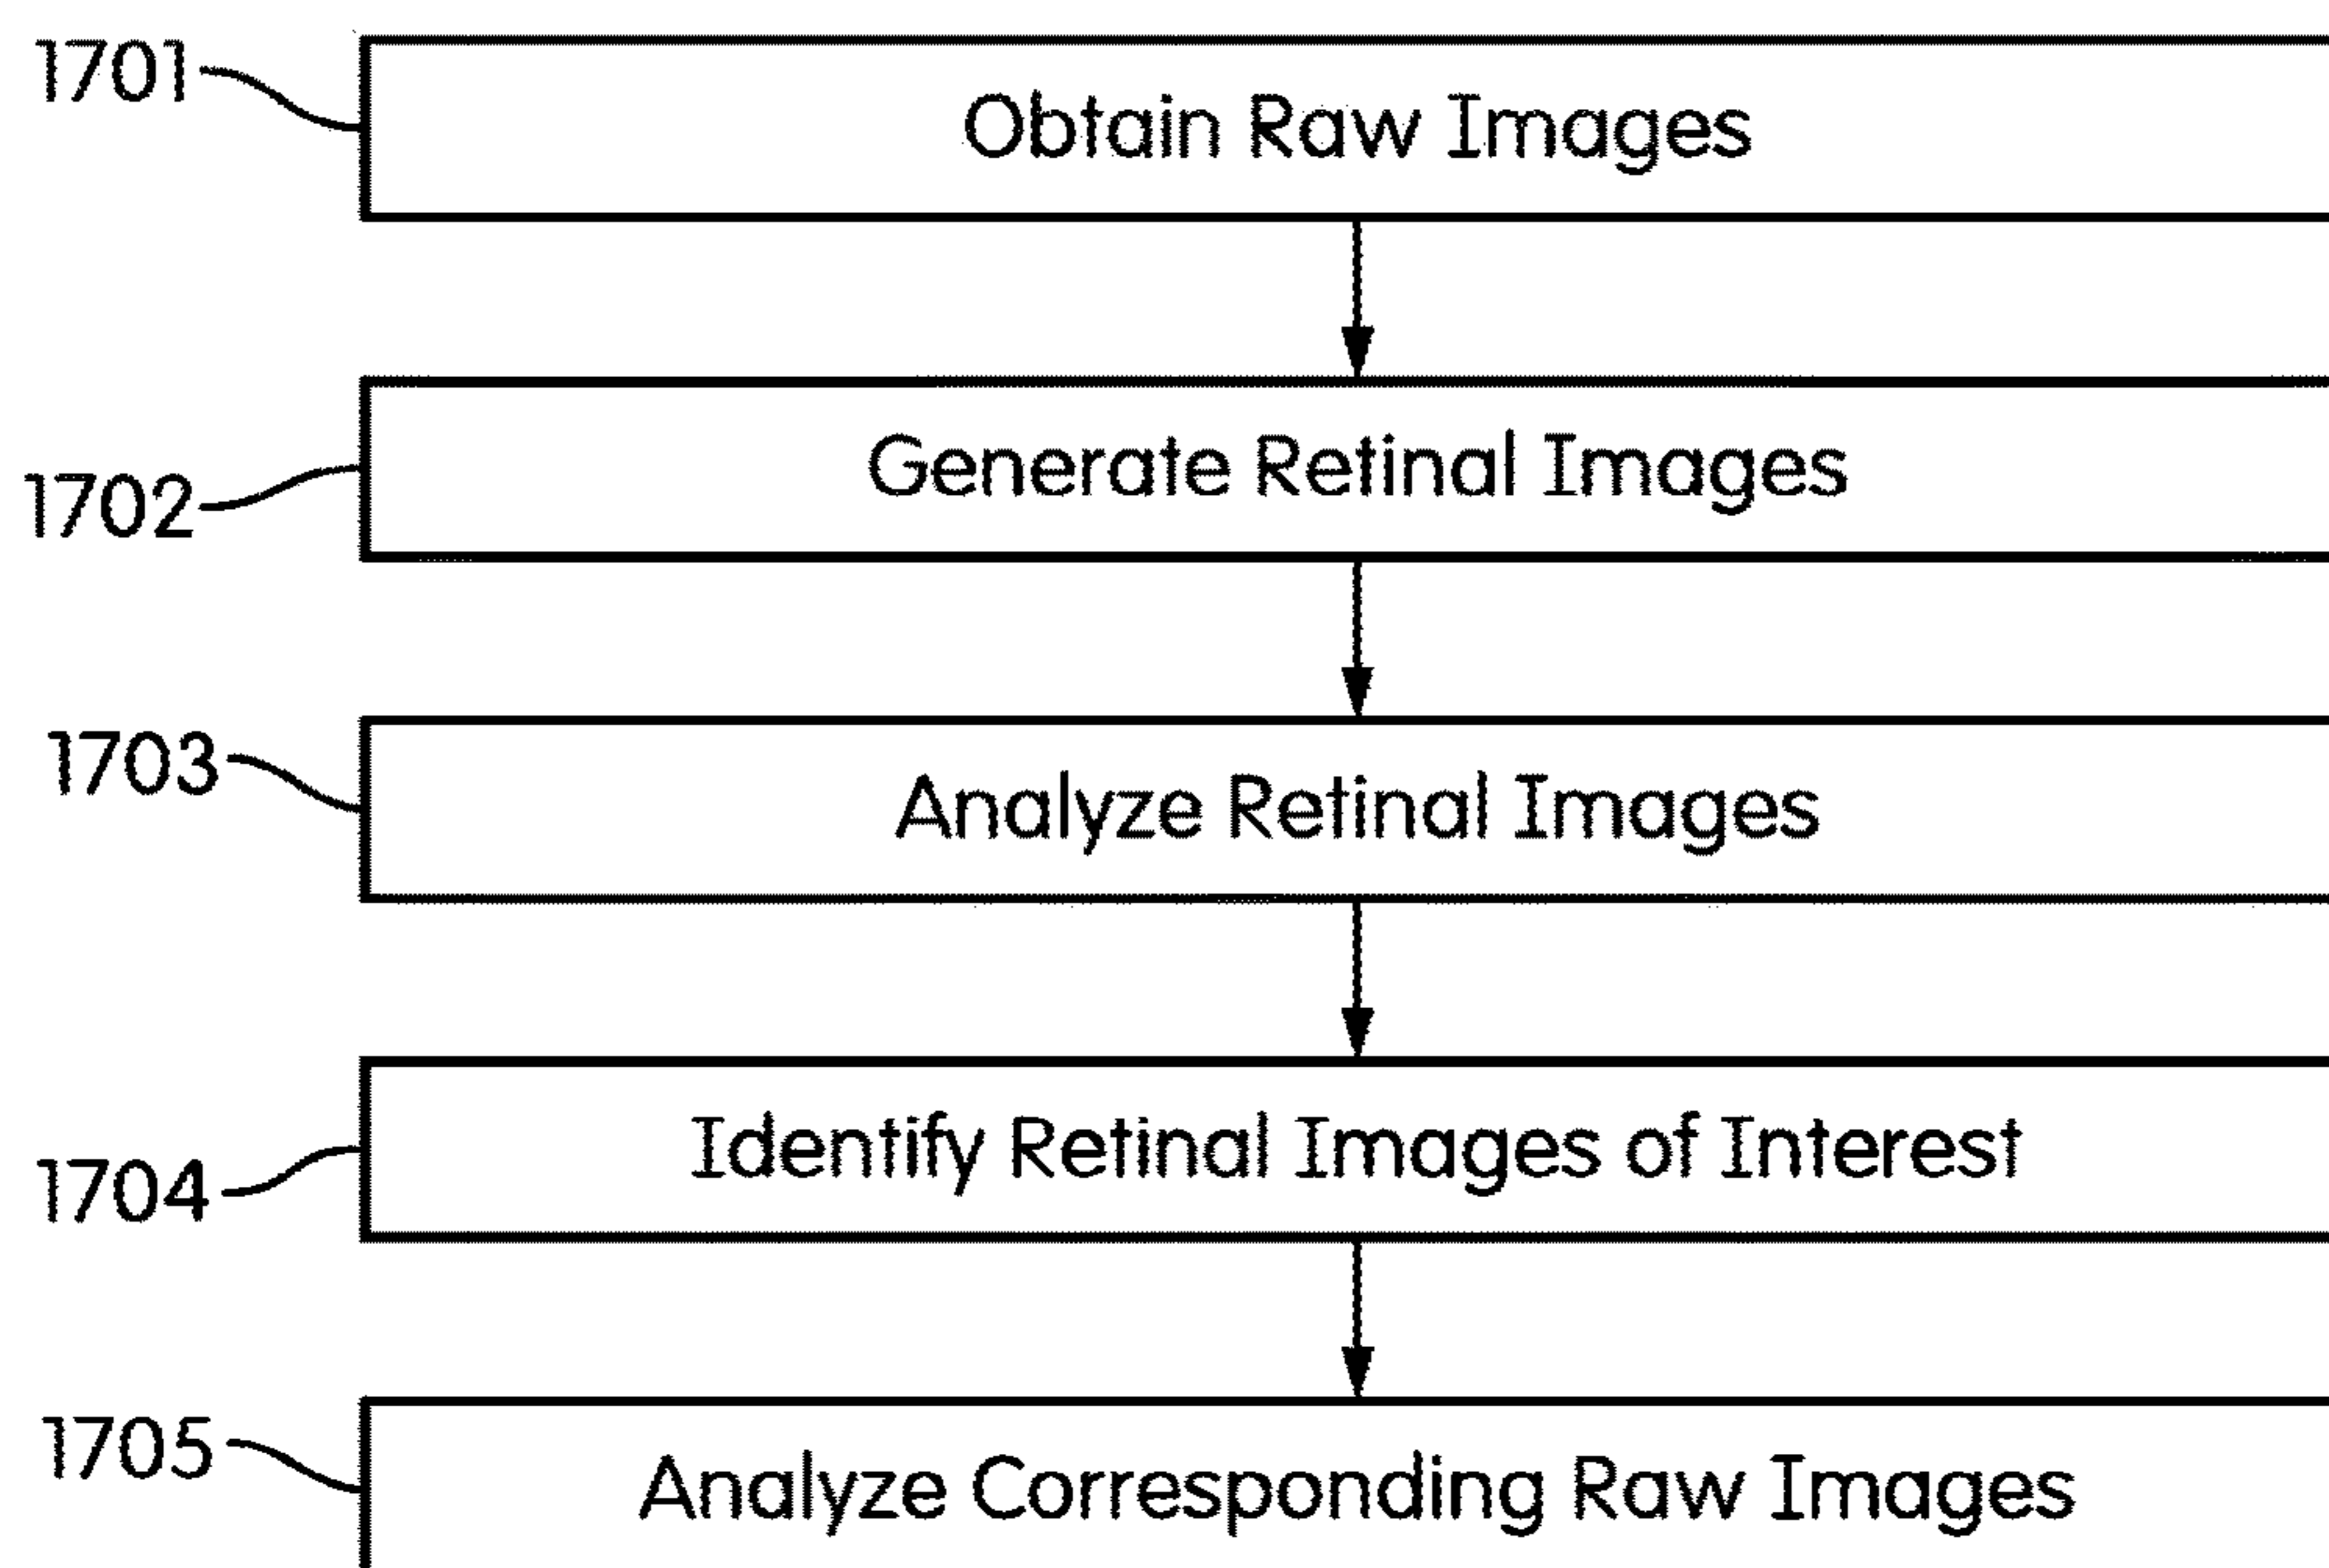 1701
Obtain Raw Images
Generate Retinal Images
1702
1703
Analyze Retinal Images
Identify Retinal Images of Interest
1704
1705
Analyze Corresponding Raw Images